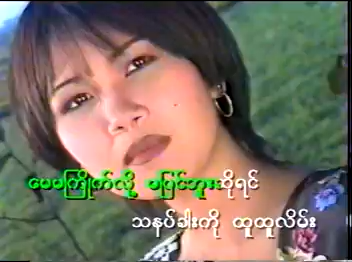 မေမကြိုက်လို့ မပြင်ဘူးဆိုရင်
သနပ်ခါးကို ထူထူလိမ်း